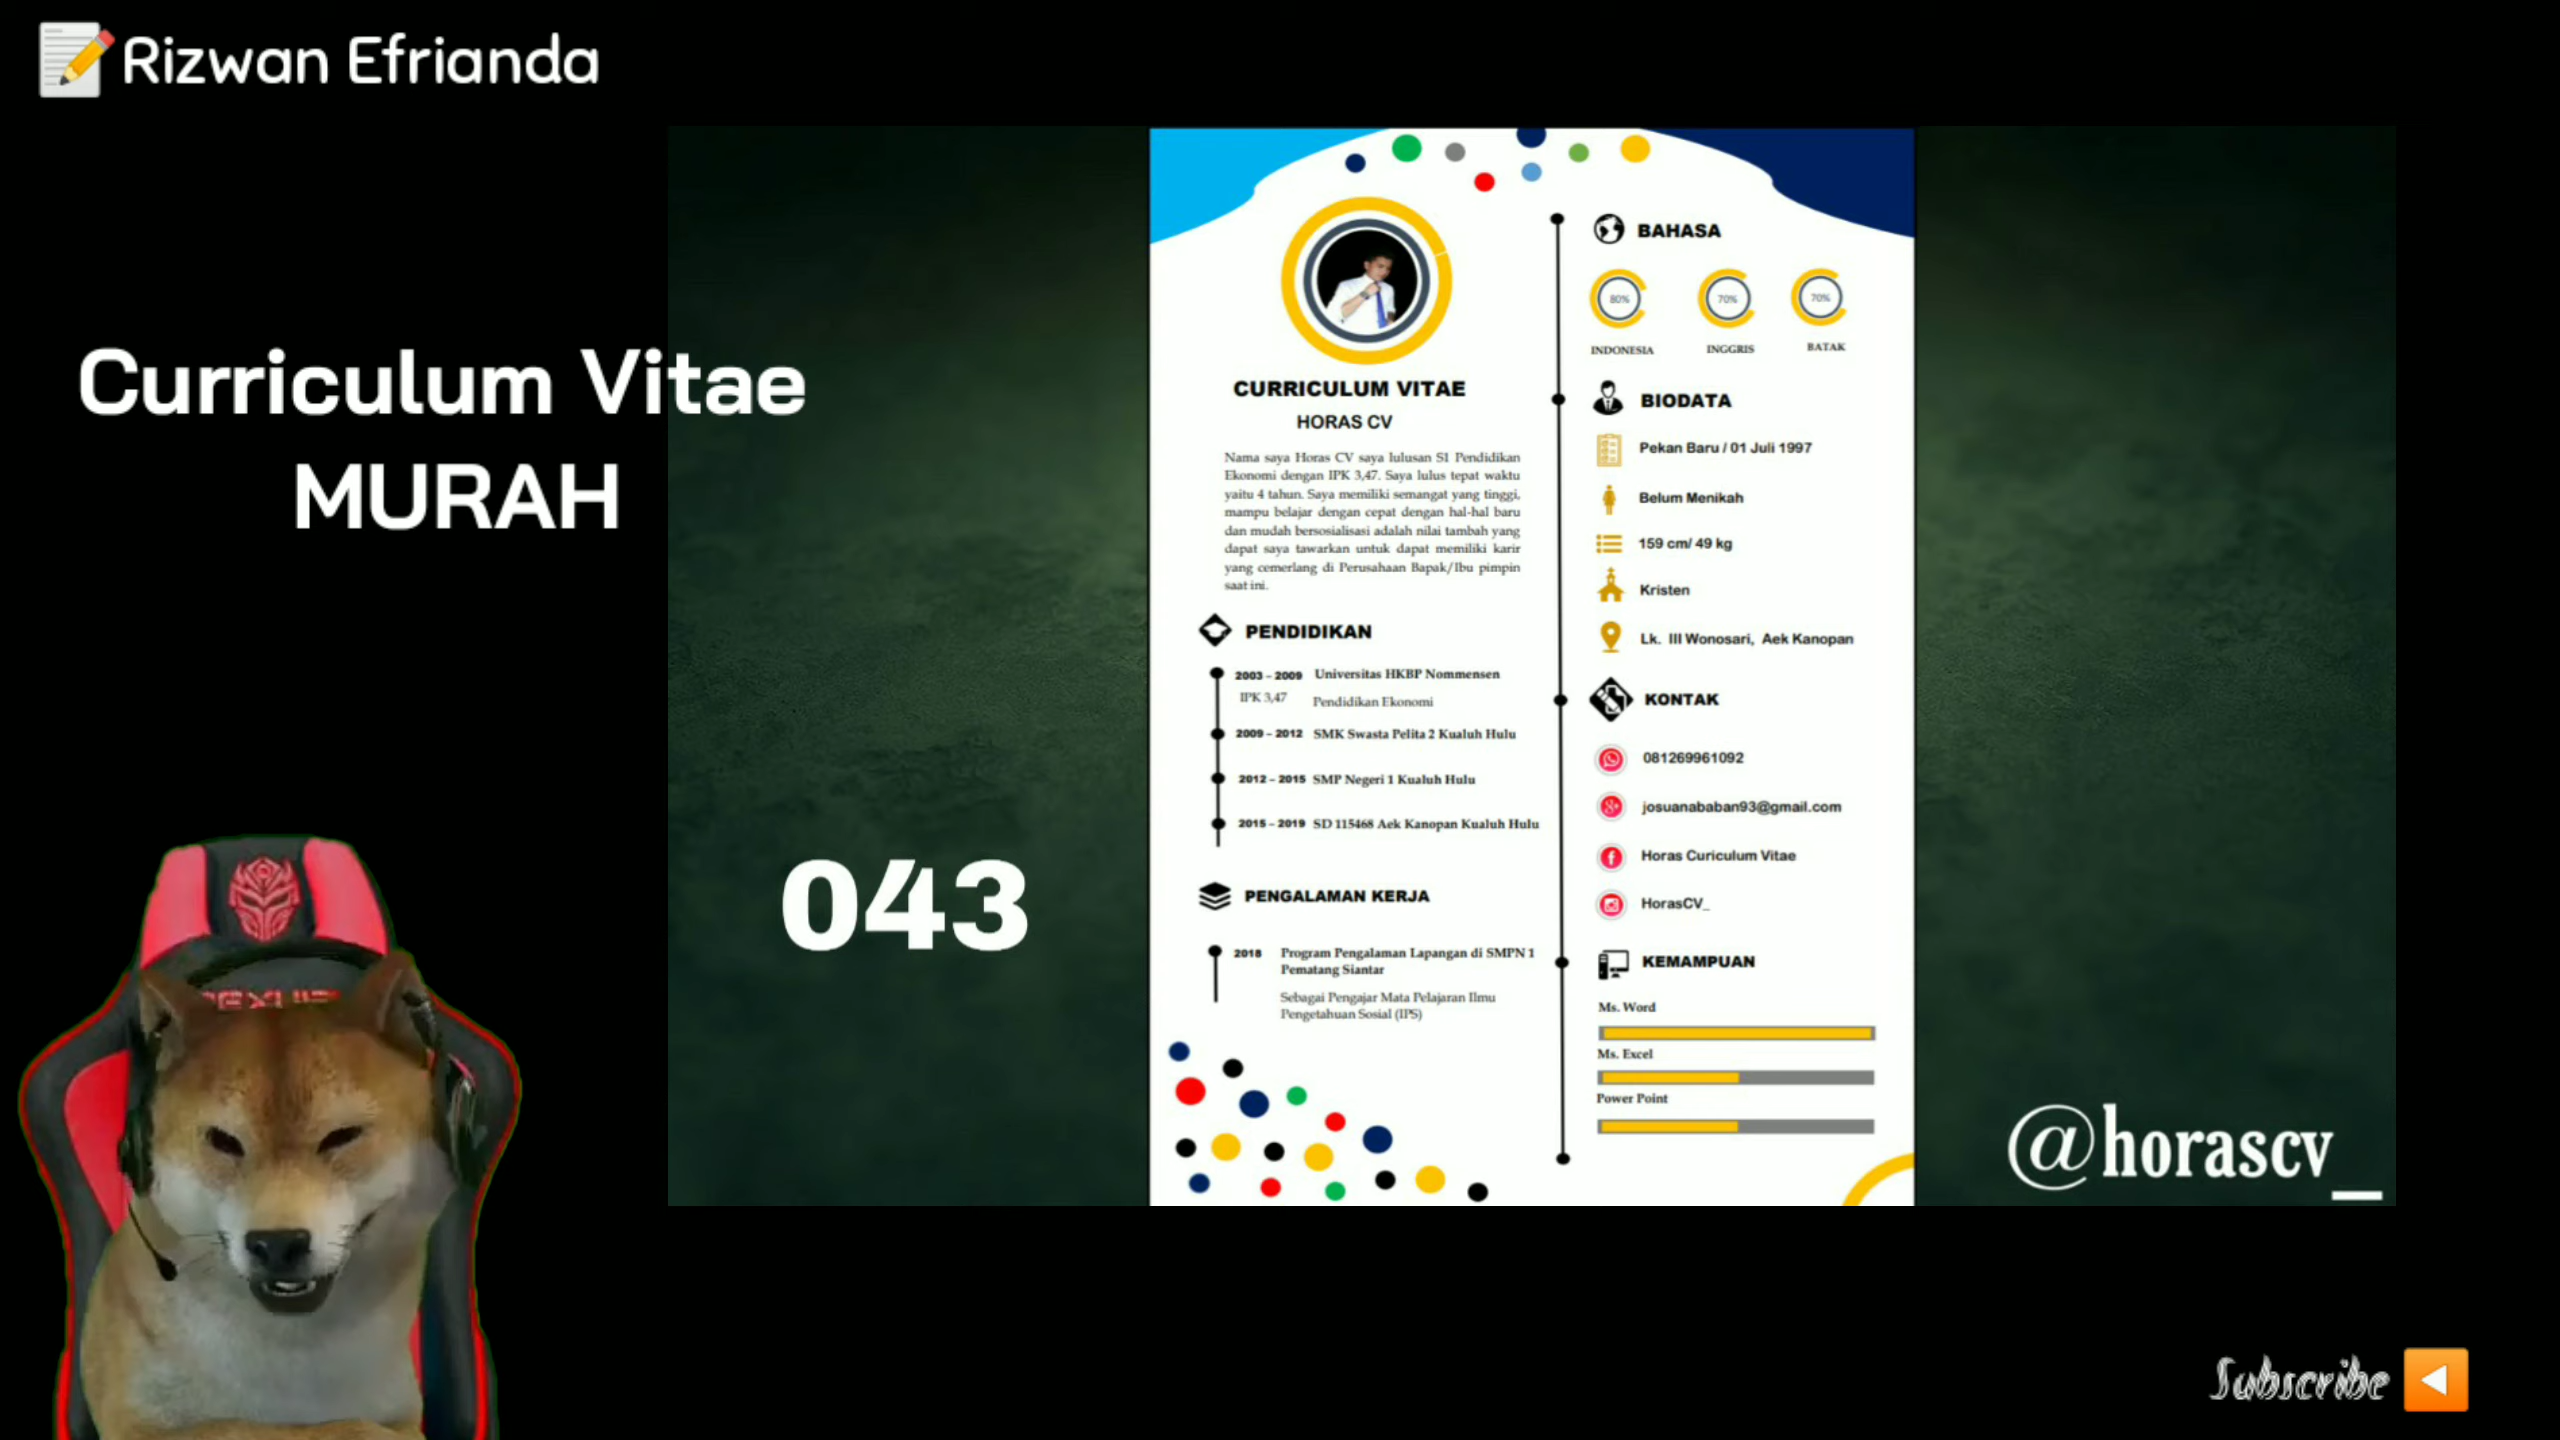 Rizwan Efrianda
Curriculum Vitae
MURAH
043
CURRICULUM VITAE
HORAS CV
Nama saya Horas CV saya lulusan S1 Pendidikan
Ekonomi dengan IPK 3,47. Saya lulus tepat waktu
yaitu 4 tahun. Saya memiliki semangat yang tinggi,
mampu belajar dengan cepat dengan hal-hal baru
dan mudah bersosialisasi adalah nilai tambah yang
dapat saya tawarkan untuk dapat memiliki karir
yang cemerlang di Perusahaan Bapak/Ibu pimpin
saat ini.
PENDIDIKAN
2003 - 2009 Universitas HKBP Nommensen
IPK 3,47 Pendidikan Ekonomi
2009 - 2012 SMK Swasta Pelita 2 Kualuh Hulu
2012 - 2015 SMP Negeri 1 Kualuh Hulu
2015 - 2019 SD 115468 Aek Kanopan Kualuh Hulu
PENGALAMAN KERJA
2018 Program Pengalaman Lapangan di SMPN 1
Pematang Siantar
Sebagai Pengajar Mata Pelajaran Ilmu
Pengetahuan Sosial (IPS)
BAHASA
80% 70% 70%
INDONESIA INGGRIS BATAK
BIODATA
Pekan Baru / 01 Juli 1997
Belum Menikah
159 cm/ 49 kg
Kristen
Lk. III Wonosari, Aek Kanopan
KONTAK
081269961092
josuanababan93@gmail.com
Horas Curiculum Vitae
HorasCV_
KEMAMPUAN
Ms. Word
Ms. Excel
Power Point
@horascv_
Subscribe